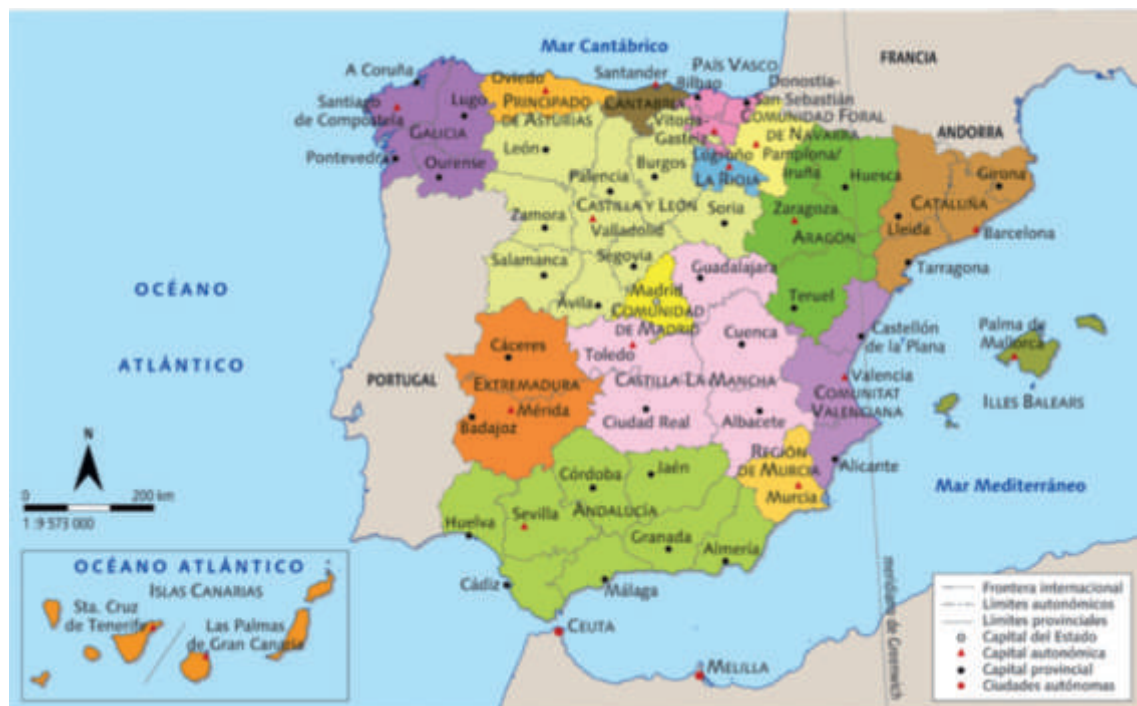 Mar Cantábrico
FRANCIA
A Coruña
Oviedo
Santander
PAÍS VASCO
Bilbao
Donostia-
San Sebastián
Santiago
de Compostela
Lugo
PRINCIPADO
DE ASTURIAS
CANTABRIA
Vitoria-
Gasteiz
COMUNIDAD FORAL
DE NAVARRA
GALICIA
León
Burgos
Logroño
Pamplona/
Iruña
ANDORRA
Pontevedra
Ourense
Palencia
LA RIOJA
Huesca
Girona
Zamora
CASTILLA Y LEÓN
Valladolid
Soria
Zaragoza
ARAGÓN
CATALUÑA
Lleida
Barcelona
Salamanca
Segovia
Guadalajara
Tarragona
OCÉANO
ATLÁNTICO
Ávila
Madrid
COMUNIDAD
DE MADRID
Teruel
Castellón
de la Plana
Palma de
Mallorca
Cáceres
Toledo
Cuenca
PORTUGAL
EXTREMADURA
CASTILLA-LA MANCHA
Valencia
COMUNITAT
VALENCIANA
ILLES BALEARS
Mérida
Badajoz
Ciudad Real
Albacete
N
REGIÓN
DE MURCIA
Alicante
Mar Mediterráneo
0 200 km
1:9 573 000
Córdoba
Jaén
Murcia
Huelva
Sevilla
ANDALUCÍA
Granada
Almería
Cádiz
Málaga
meridiano de Greenwich
OCÉANO ATLÁNTICO
ISLAS CANARIAS
Sta. Cruz
de Tenerife
Las Palmas
de Gran Canaria
CEUTA
MELILLA
Frontera internacional
Límites autonómicos
Límites provinciales
Capital del Estado
Capital autonómica
Capital provincial
Ciudades autónomas